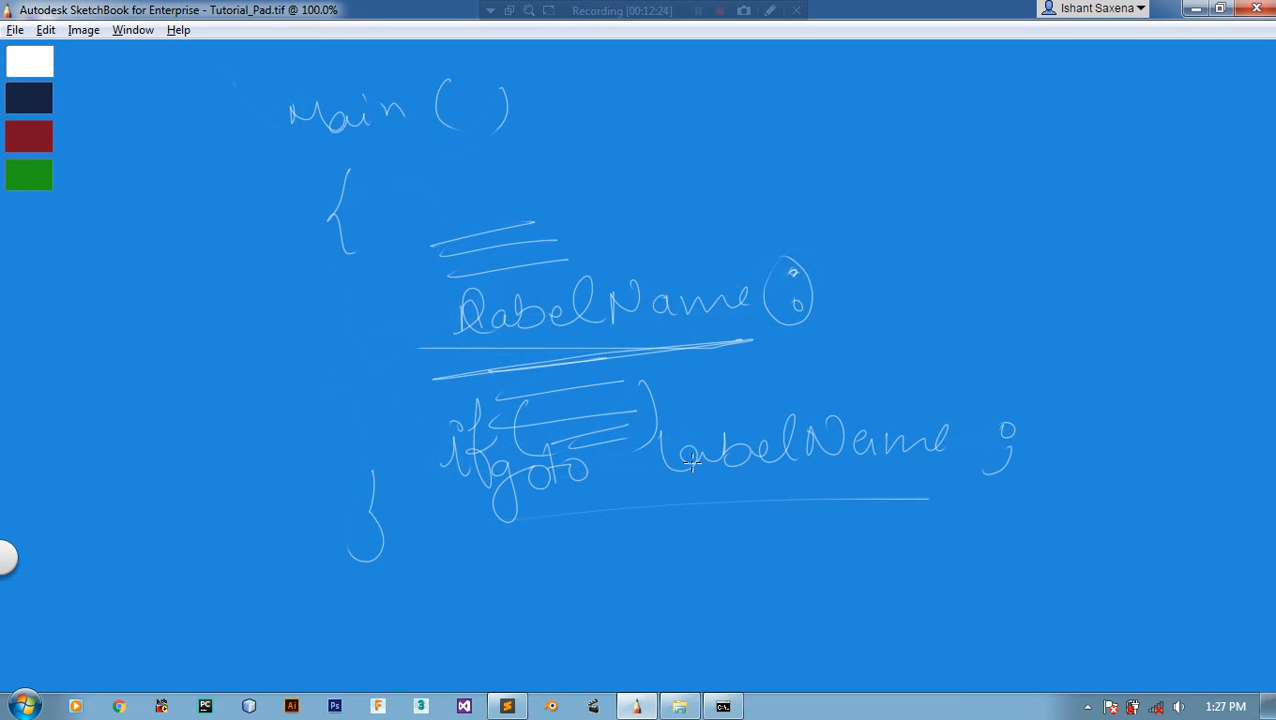 Autodesk SketchBook for Enterprise - Tutorial_Pad.tif @ 100.0%
Recording [00:12:24]
Ishant Saxena
File Edit Image Window Help
Main ( )
{
LabelName :
if ( )
goto labelName ;
}
1:27 PM